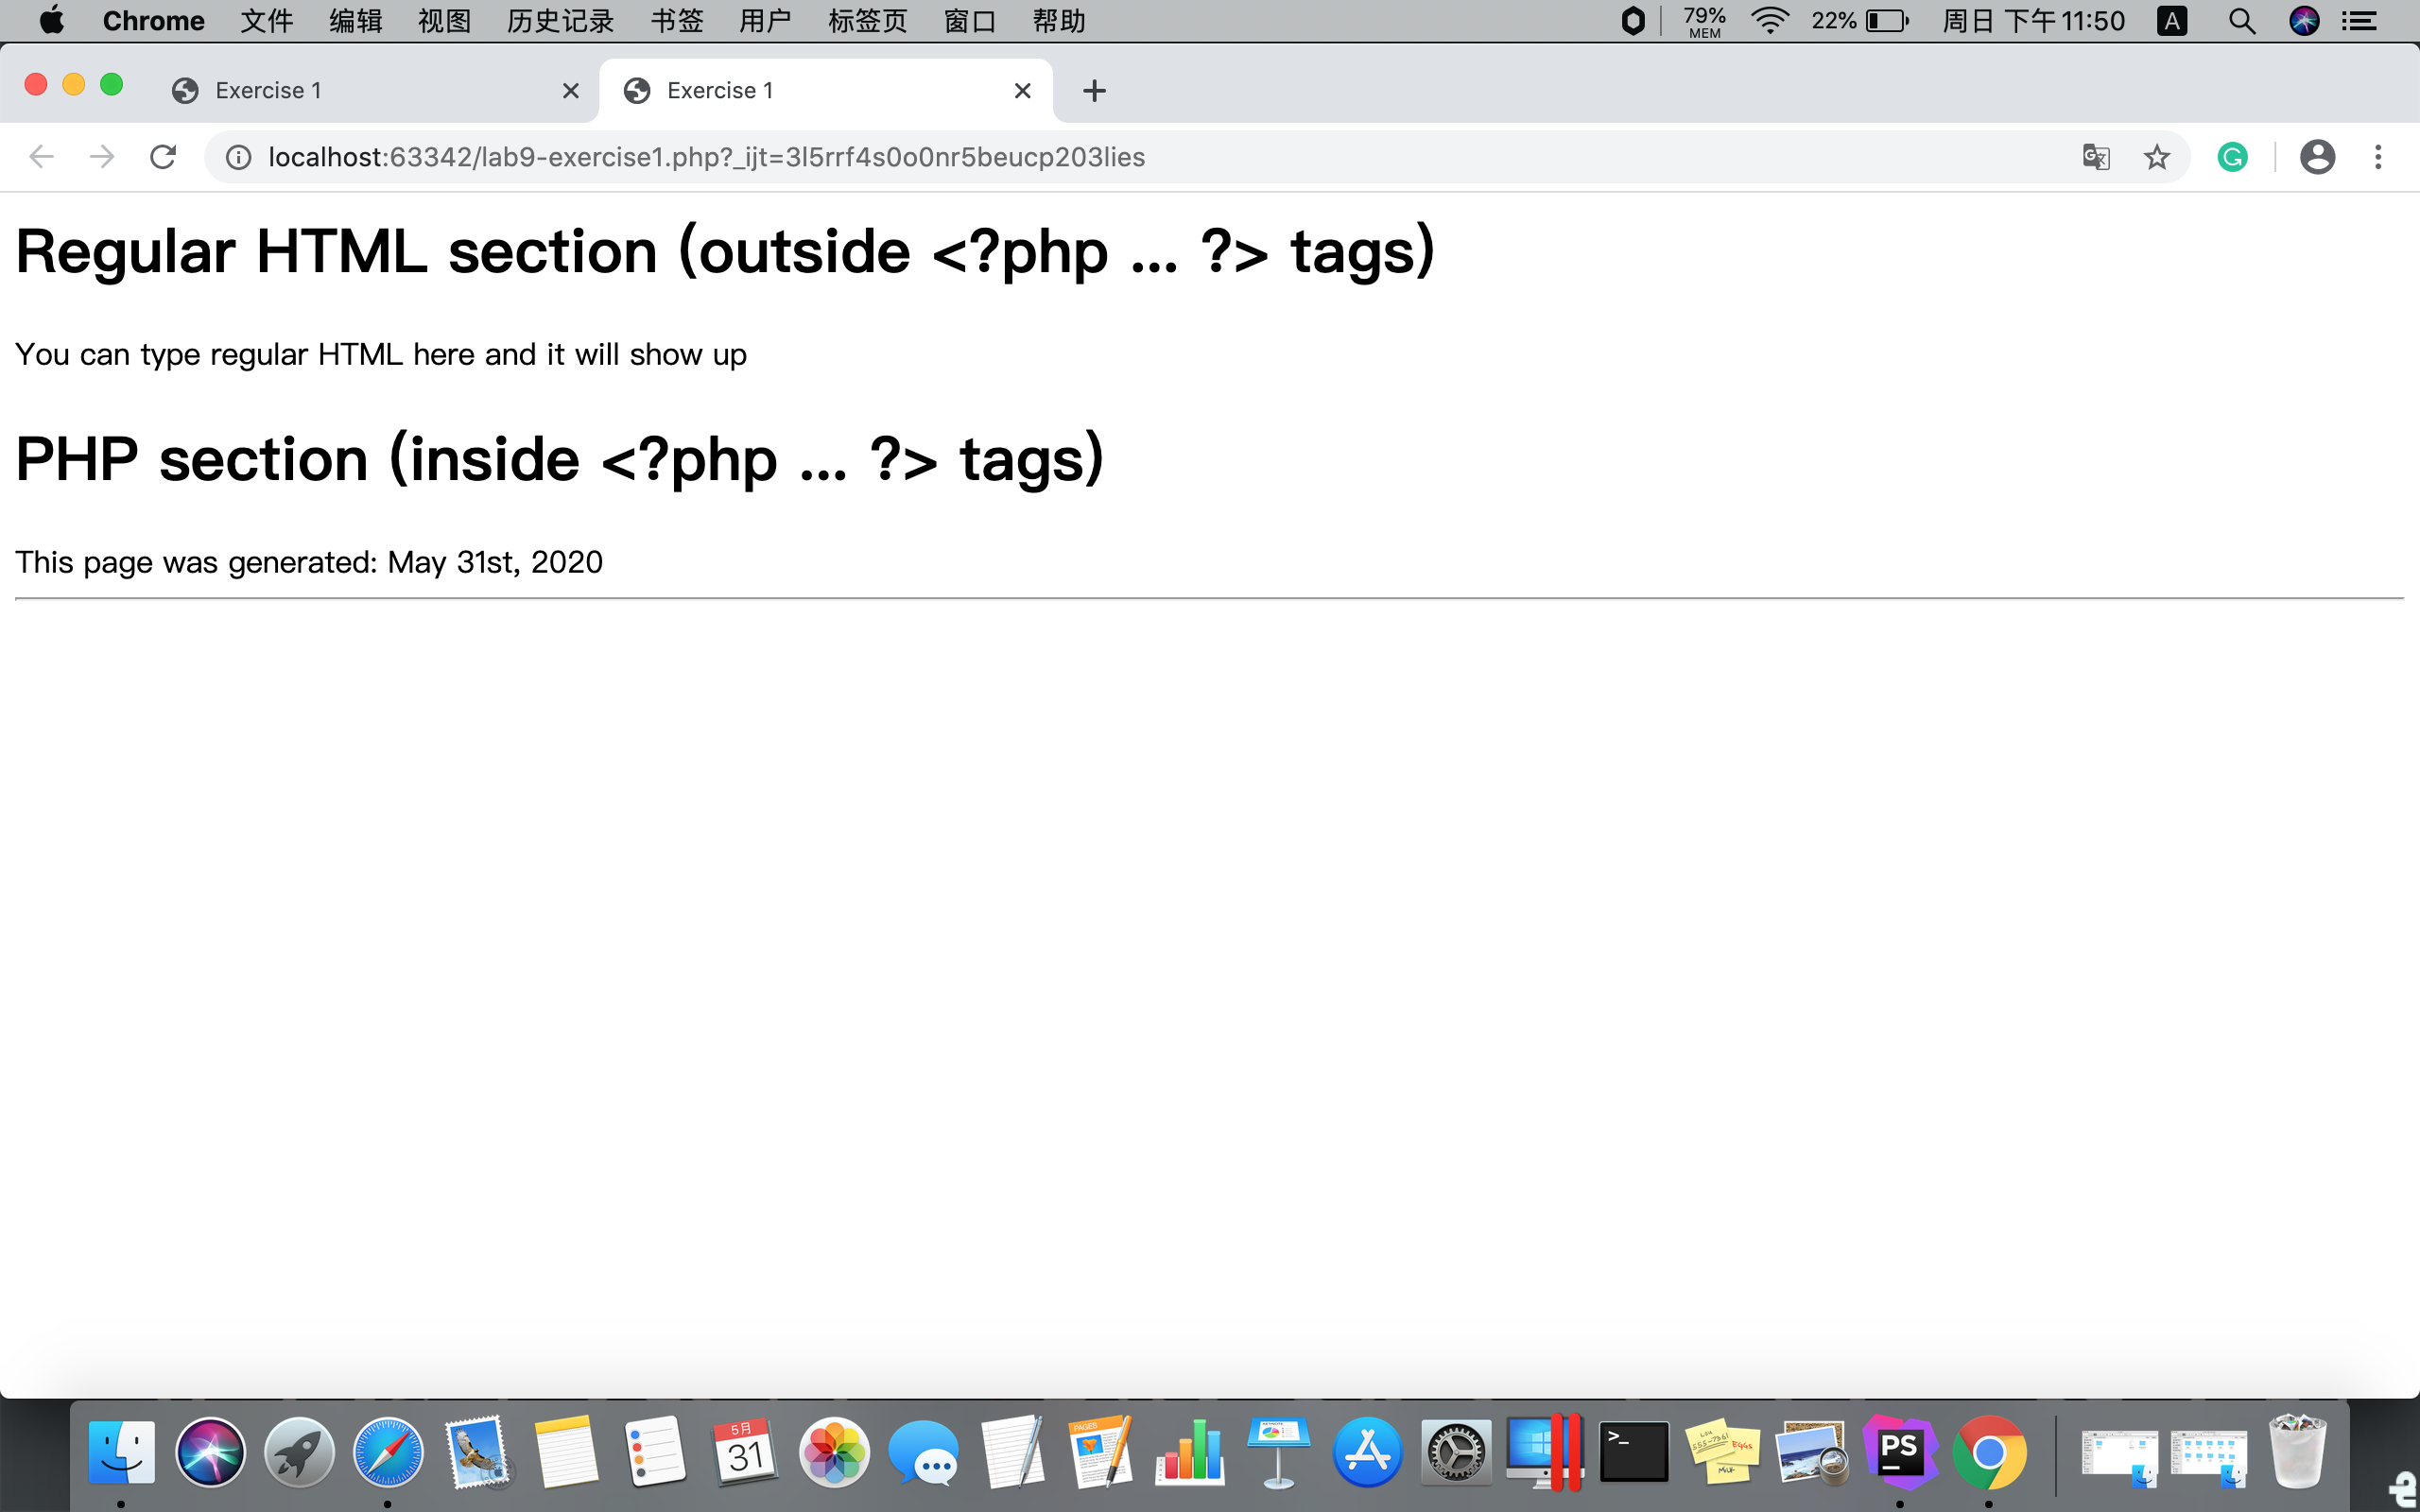 Chrome 文件 编辑 视图 历史记录 书签 用户 标签页 窗口 帮助 79% MEM 22% 周日 下午 11:50 A
Exercise 1 Exercise 1
localhost:63342/lab9-exercise1.php?_ijt=3l5rrf4s0o0nr5beucp203lies
Regular HTML section (outside <?php ... ?> tags)
You can type regular HTML here and it will show up
PHP section (inside <?php ... ?> tags)
This page was generated: May 31st, 2020
5月
31
PAGES
>_
EGGS
MILK
PS